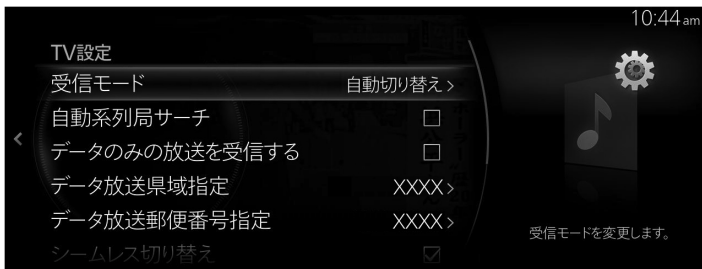 10:44 am
TV設定
受信モード 自動切り替え >
自動系列局サーチ
データのみの放送を受信する
データ放送県域指定 XXXX >
データ放送郵便番号指定 XXXX >
シームレス切り替え
受信モードを変更します。